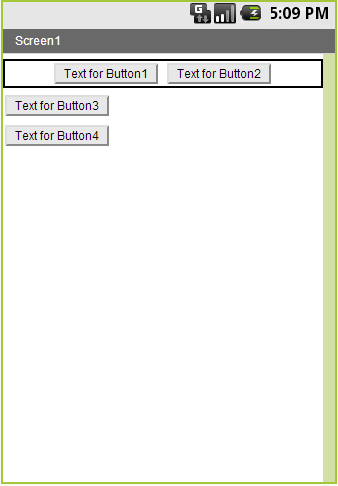 5:09 PM
Screen1
Text for Button1 Text for Button2
Text for Button3
Text for Button4